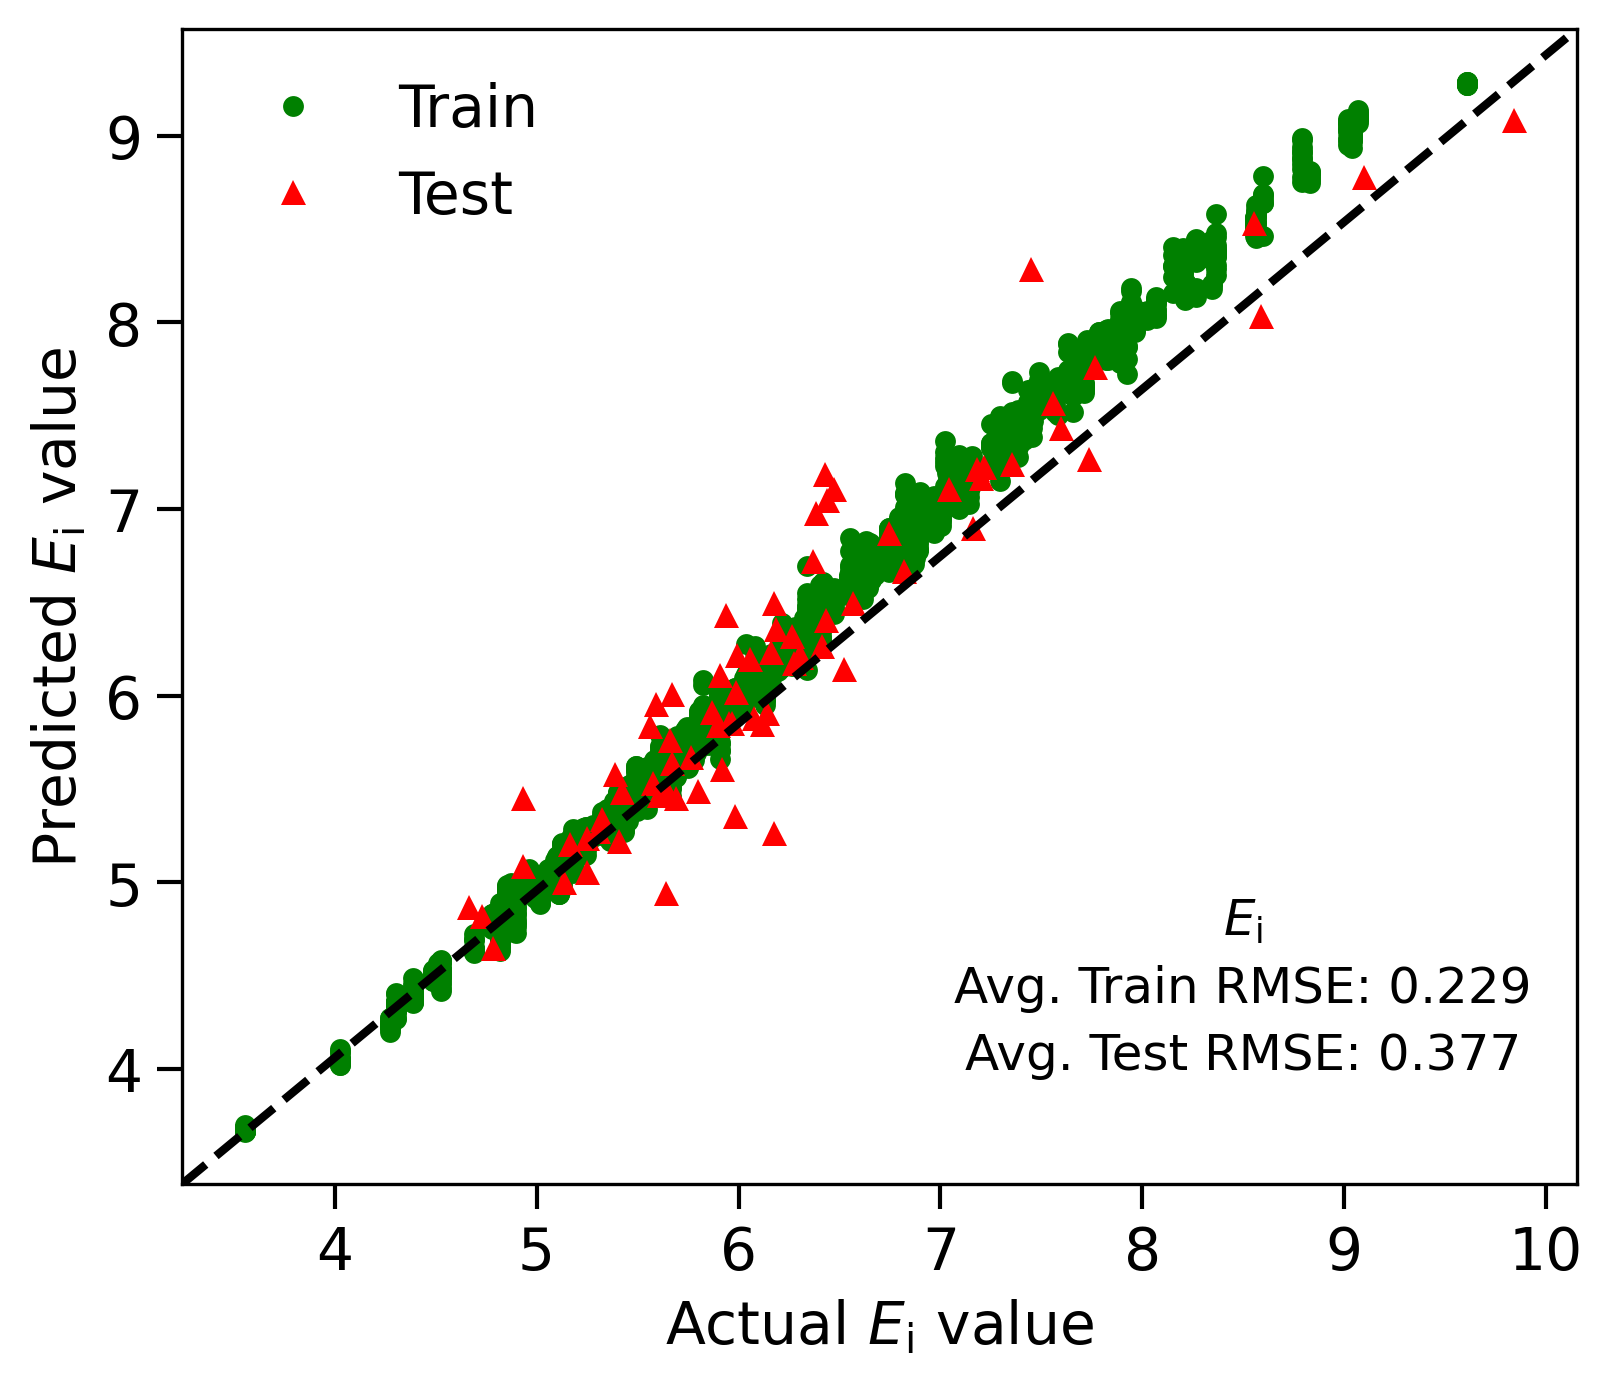 Train
Test
9
8
7
6
5
4
Predicted Ei value
Ei
Avg. Train RMSE: 0.229
Avg. Test RMSE: 0.377
4 5 6 7 8 9 10
Actual Ei value